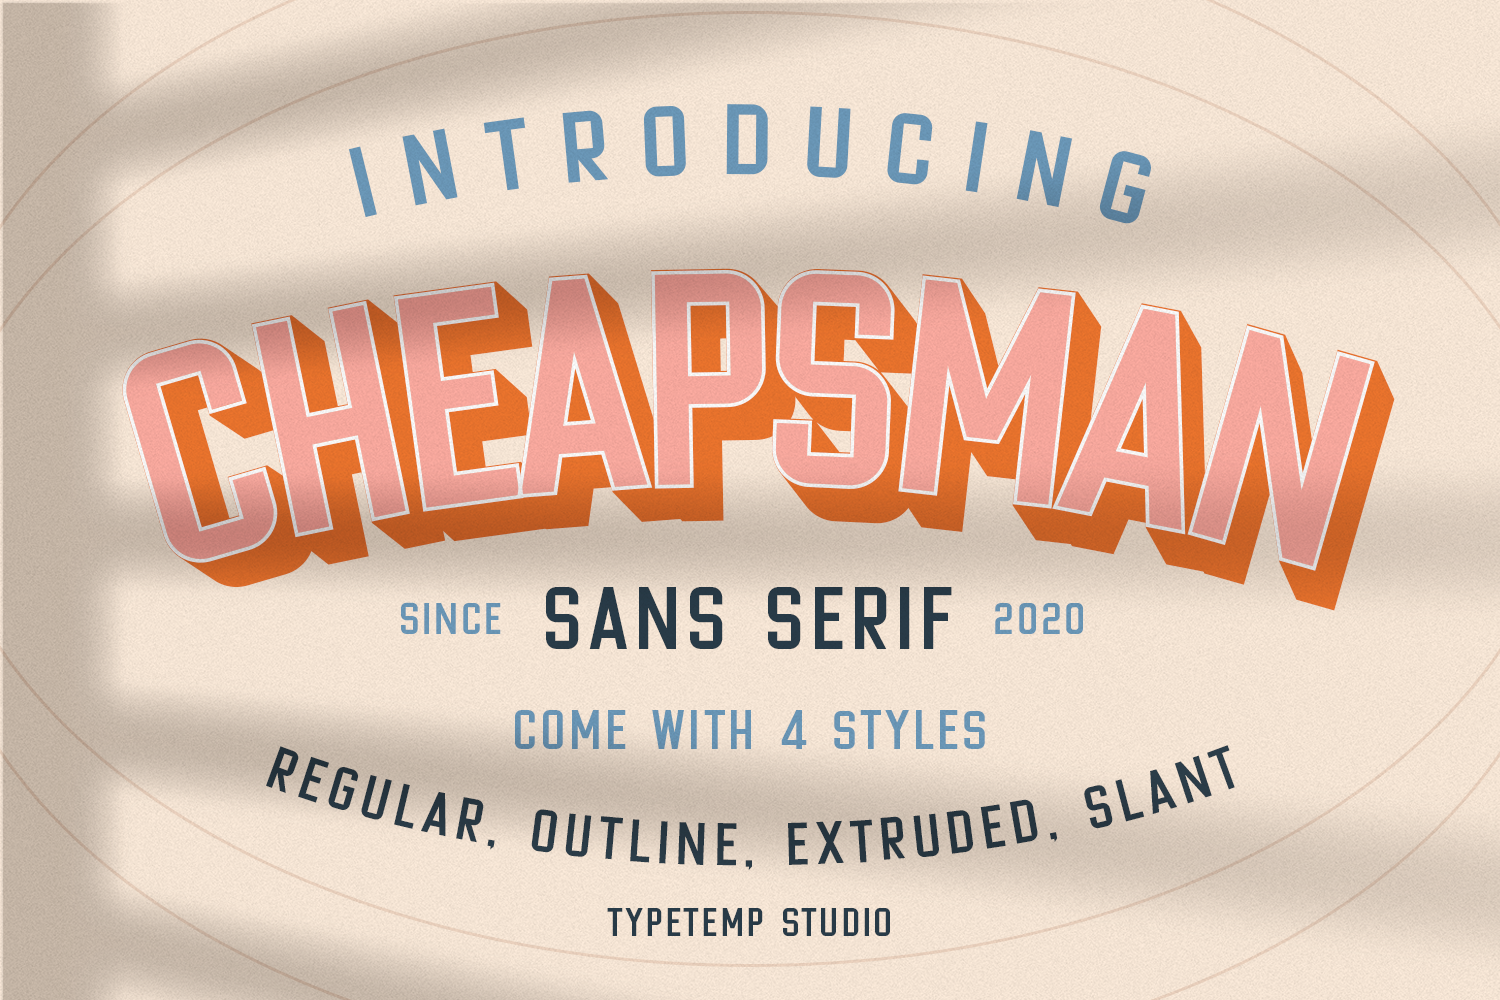 INTRODUCING
CHEAPSMAN
SINCE SANS SERIF 2020
COME WITH 4 STYLES
REGULAR, OUTLINE, EXTRUDED, SLANT
TYPETEMP STUDIO